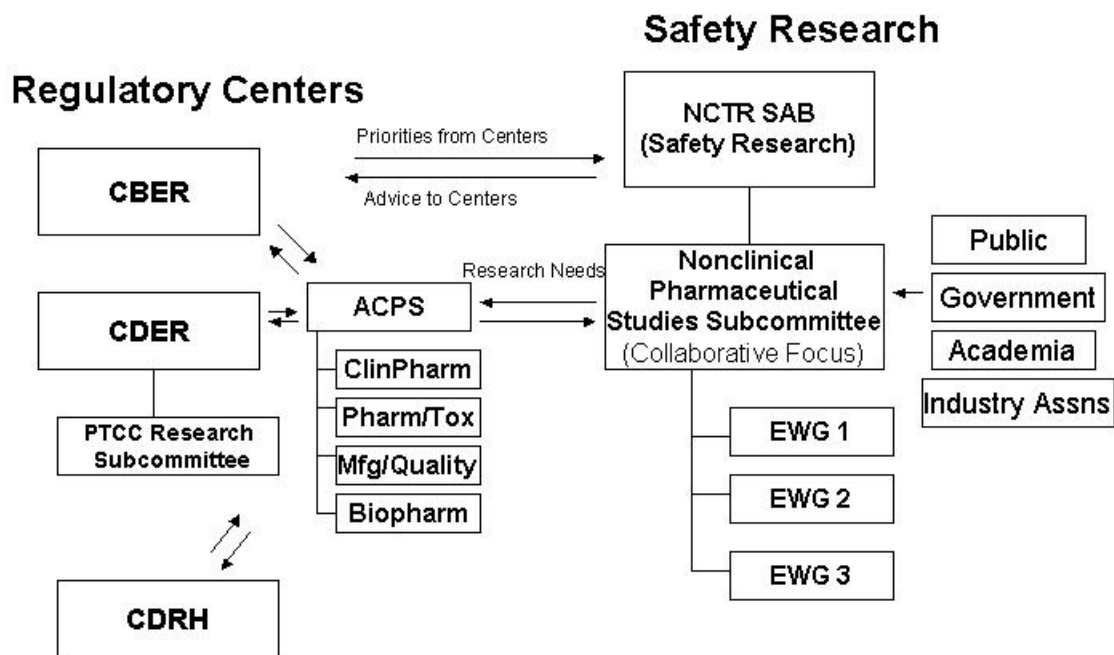 Safety Research
Regulatory Centers
NCTR SAB
(Safety Research)
Priorities from Centers
Advice to Centers
CBER
Public
Government
Academia
Industry Assns
Nonclinical
Pharmaceutical
Studies Subcommittee
(Collaborative Focus)
Research Needs
ACPS
CDER
ClinPharm
Pharm/Tox
Mfg/Quality
Biopharm
PTCC Research
Subcommittee
EWG 1
EWG 2
EWG 3
CDRH